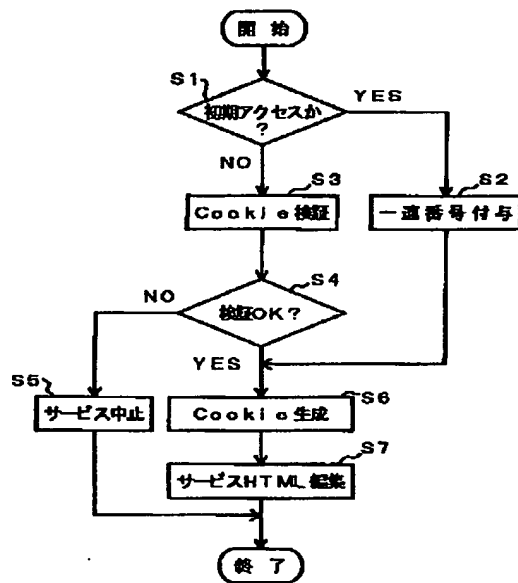 開始
S1
初期アクセスか
?
YES
NO
S3
S2
Cookie検証
一連番号付与
S4
NO
検証OK?
YES
S5
S6
サービス中止
Cookie生成
S7
サービスHTML編集
終了